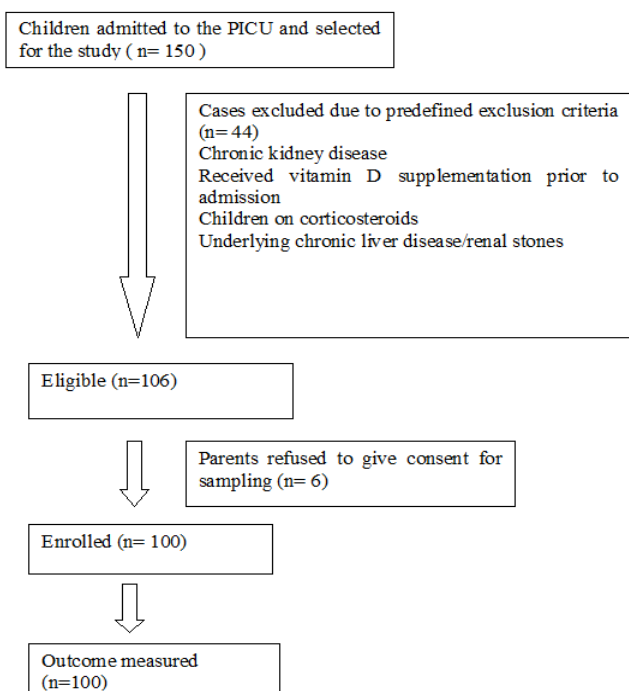 Children admitted to the PICU and selected
for the study ( n= 150 )
Cases excluded due to predefined exclusion criteria
(n= 44)
Chronic kidney disease
Received vitamin D supplementation prior to
admission
Children on corticosteroids
Underlying chronic liver disease/renal stones
Eligible (n=106)
Parents refused to give consent for
sampling (n= 6)
Enrolled (n= 100)
Outcome measured
(n=100)